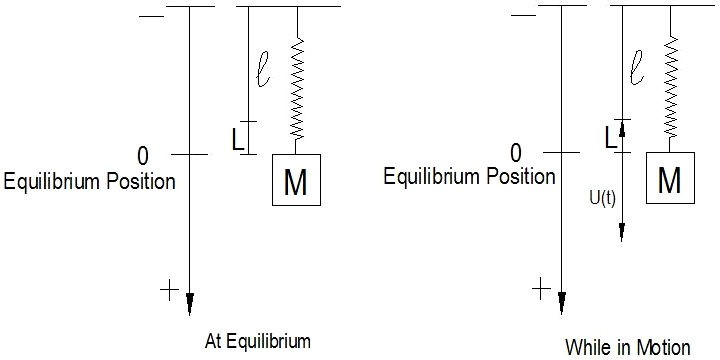 —
ℓ
L
0
Equilibrium Position
M
+
At Equilibrium
—
ℓ
L
0
Equilibrium Position
M
U(t)
+
While in Motion